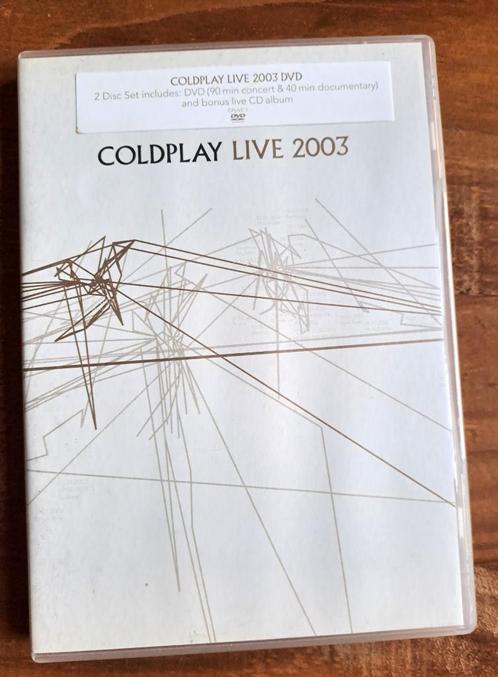 COLDPLAY LIVE 2003 DVD
2 Disc Set includes: DVD (90 min concert & 40 min documentary)
and bonus live CD album
DVD
COLDPLAY LIVE 2003